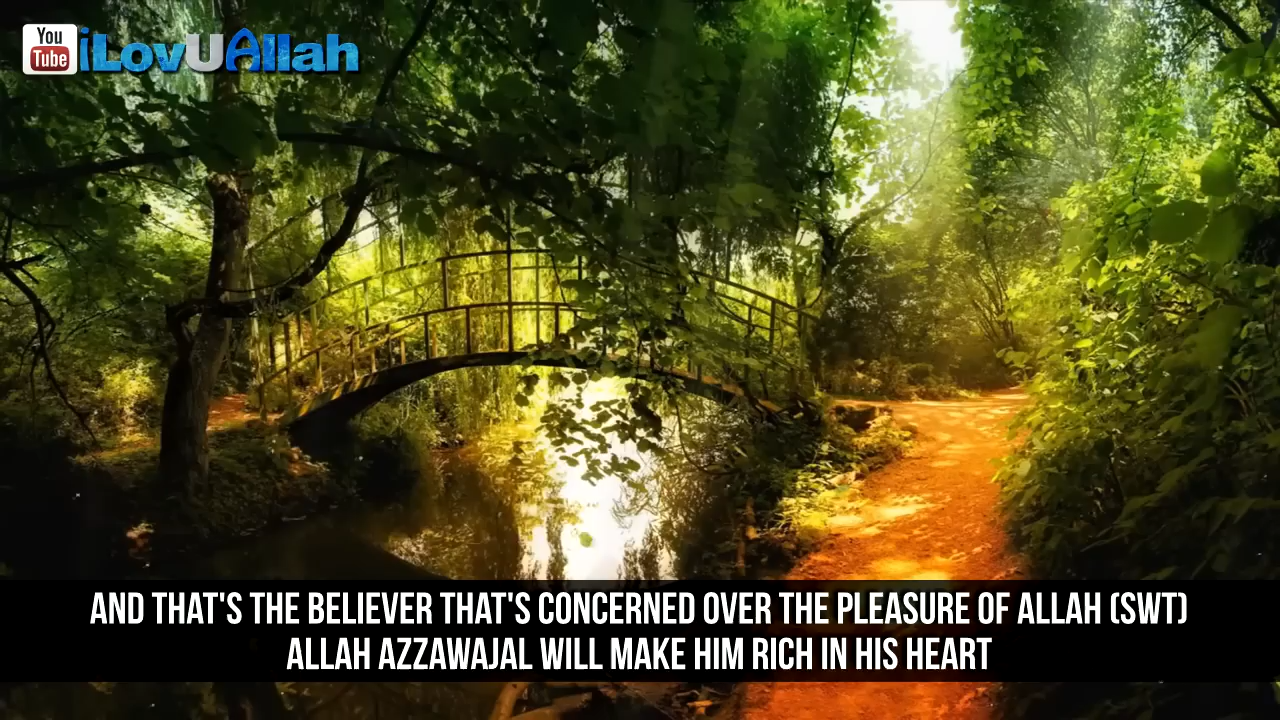 You
Tube
iLovUAllah
AND THAT'S THE BELIEVER THAT'S CONCERNED OVER THE PLEASURE OF ALLAH (SWT)
ALLAH AZZAWAJAL WILL MAKE HIM RICH IN HIS HEART